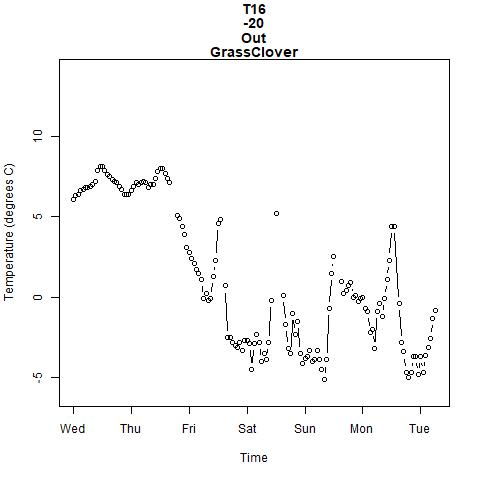 T16
-20
Out
GrassClover
Temperature (degrees C)
10
5
0
-5
Wed Thu Fri Sat Sun Mon Tue
Time